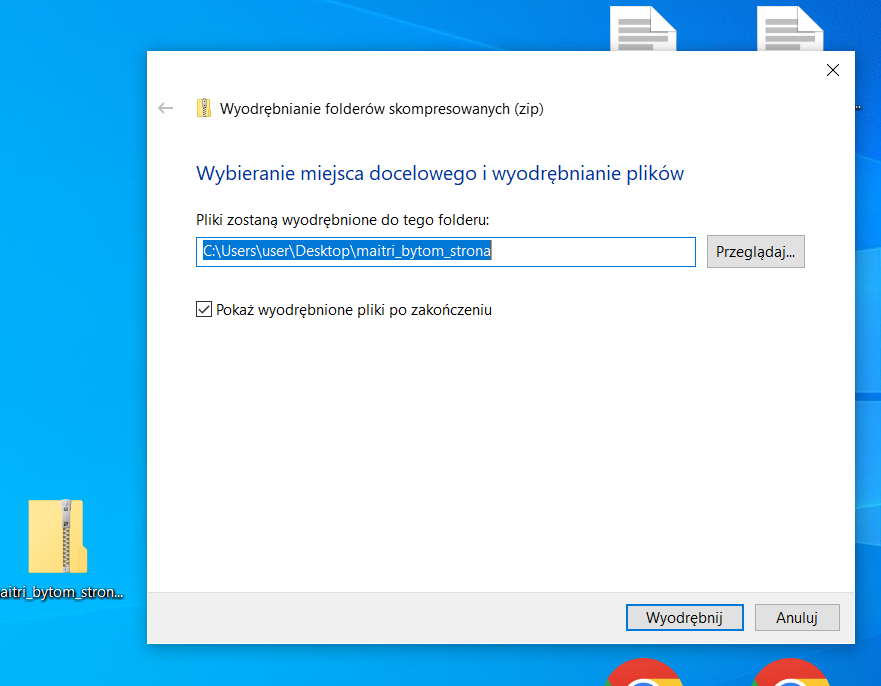 Wyodrębnianie folderów skompresowanych (zip)
Wybieranie miejsca docelowego i wyodrębnianie plików
Pliki zostaną wyodrębnione do tego folderu:
C:\Users\user\Desktop\maitri_bytom_strona
Przeglądaj...
Pokaż wyodrębnione pliki po zakończeniu
aitri_bytom_stron...
Wyodrębnij
Anuluj